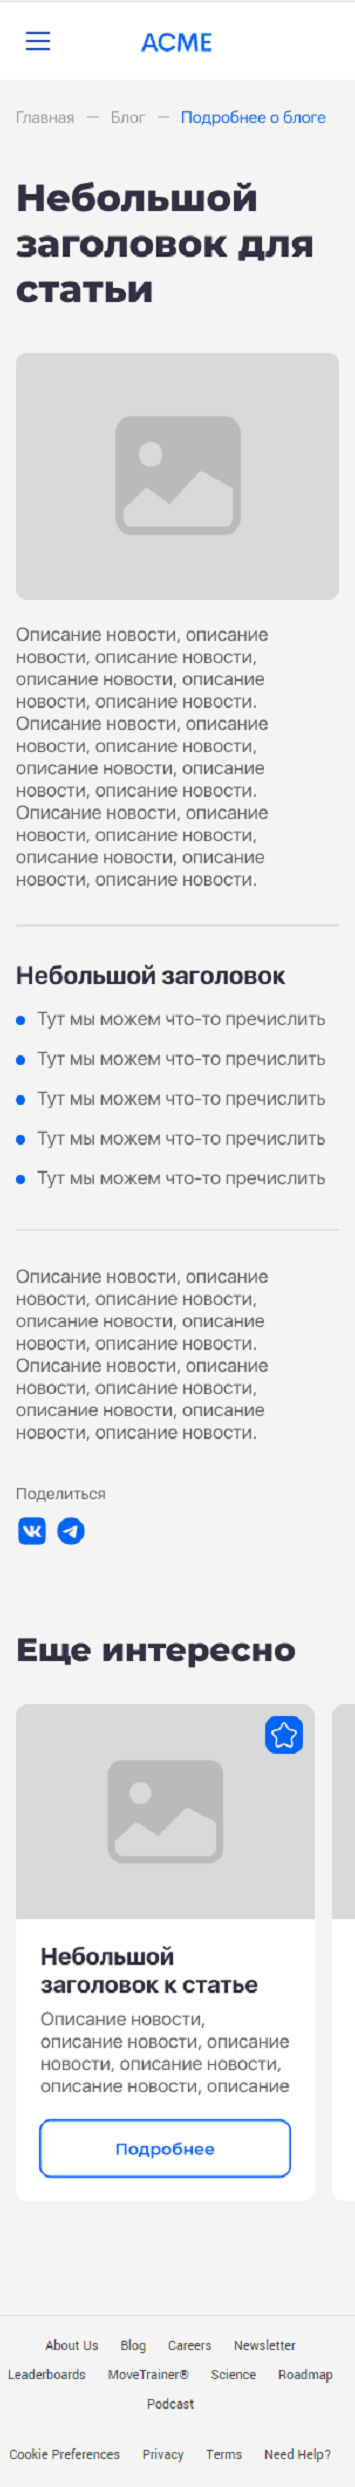 ACME
Главная — Блог — Подробнее о блоге
Небольшой
заголовок для
статьи
Описание новости, описание
новости, описание новости,
описание новости, описание
новости, описание новости.
Описание новости, описание
новости, описание новости,
описание новости, описание
новости, описание новости.
Описание новости, описание
новости, описание новости,
описание новости, описание
новости, описание новости.
Небольшой заголовок
Тут мы можем что-то пречислить
Тут мы можем что-то пречислить
Тут мы можем что-то пречислить
Тут мы можем что-то пречислить
Тут мы можем что-то пречислить
Описание новости, описание
новости, описание новости,
описание новости, описание
новости, описание новости.
Описание новости, описание
новости, описание новости,
описание новости, описание
новости, описание новости.
Поделиться
Еще интересно
Небольшой
заголовок к статье
Описание новости,
описание новости, описание
новости, описание новости,
описание новости, описание
Подробнее
About Us Blog Careers Newsletter
Leaderboards MoveTrainer® Science Roadmap
Podcast
Cookie Preferences Privacy Terms Need Help?